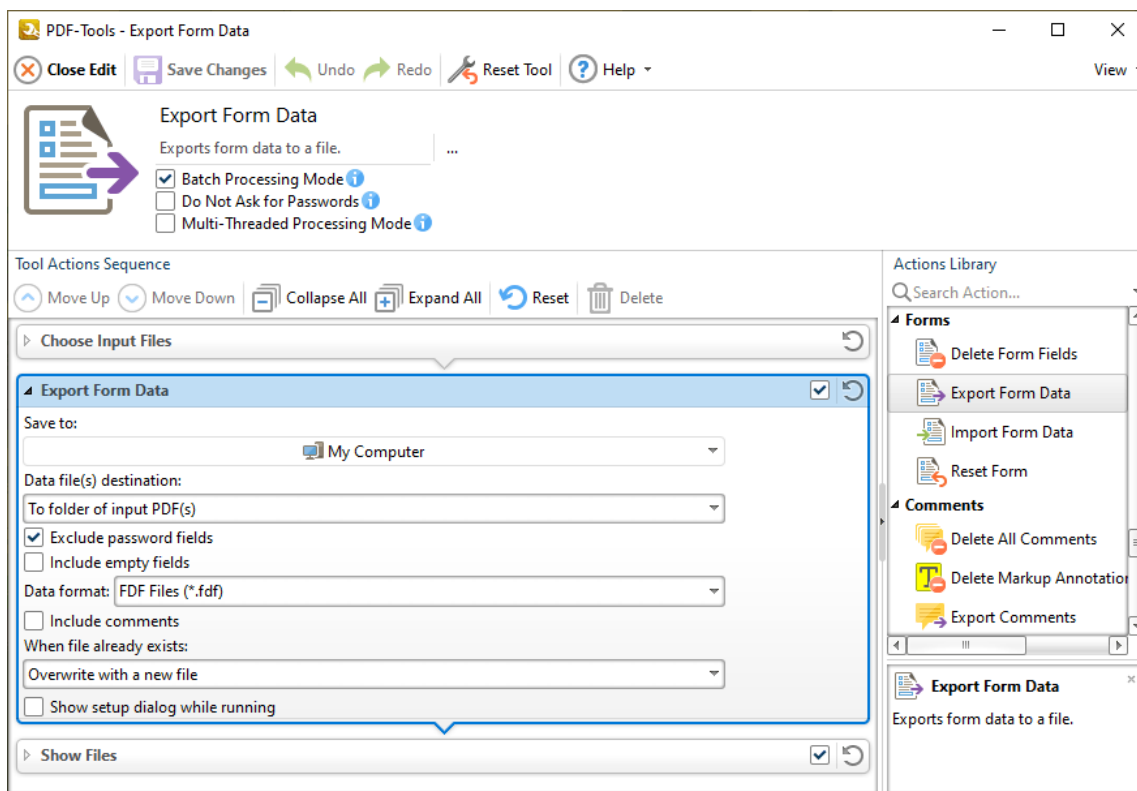 PDF-Tools - Export Form Data
Close Edit Save Changes Undo Redo Reset Tool ? Help View
Export Form Data
Exports form data to a file. ...
Batch Processing Mode i
Do Not Ask for Passwords i
Multi-Threaded Processing Mode i
Tool Actions Sequence
Move Up Move Down Collapse All Expand All Reset Delete
Choose Input Files
Export Form Data
Save to:
My Computer
Data file(s) destination:
To folder of input PDF(s)
Exclude password fields
Include empty fields
Data format: FDF Files (*.fdf)
Include comments
When file already exists:
Overwrite with a new file
Show setup dialog while running
Show Files
Actions Library
Search Action...
Forms
Delete Form Fields
Export Form Data
Import Form Data
Reset Form
Comments
Delete All Comments
T Delete Markup Annotation
Export Comments
Export Form Data
Exports form data to a file.